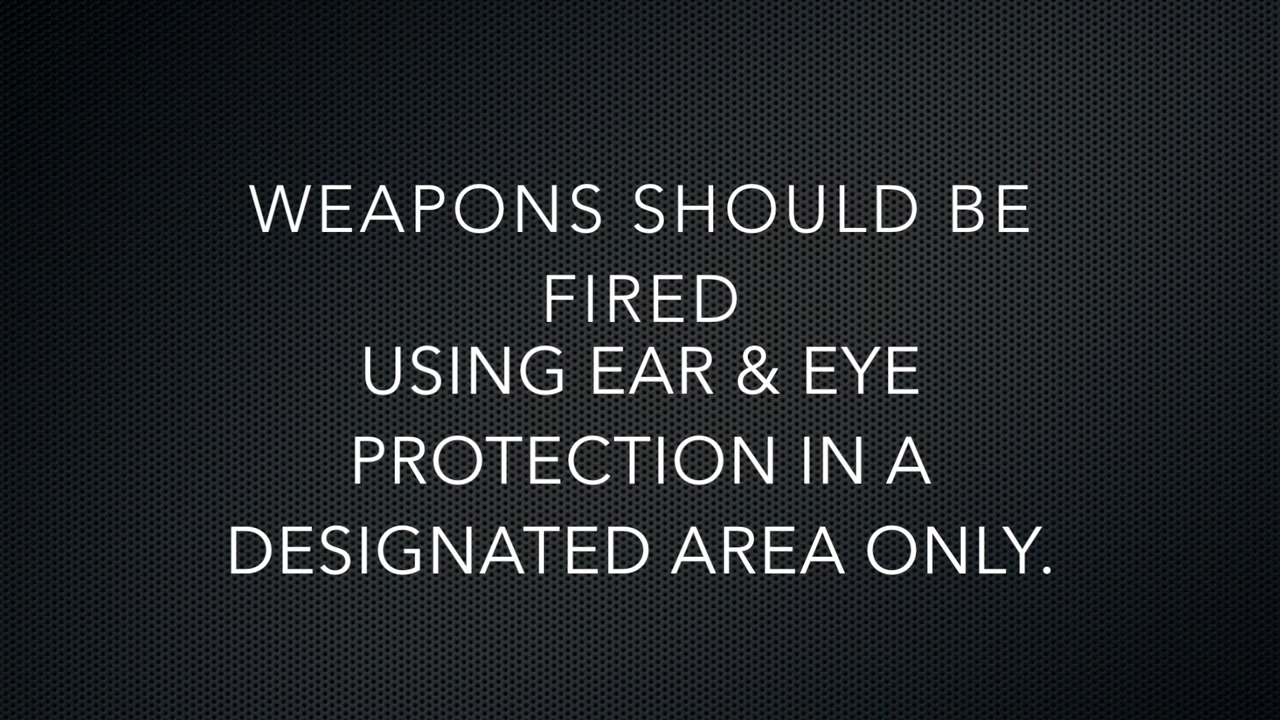 WEAPONS SHOULD BE
FIRED
USING EAR & EYE
PROTECTION IN A
DESIGNATED AREA ONLY.